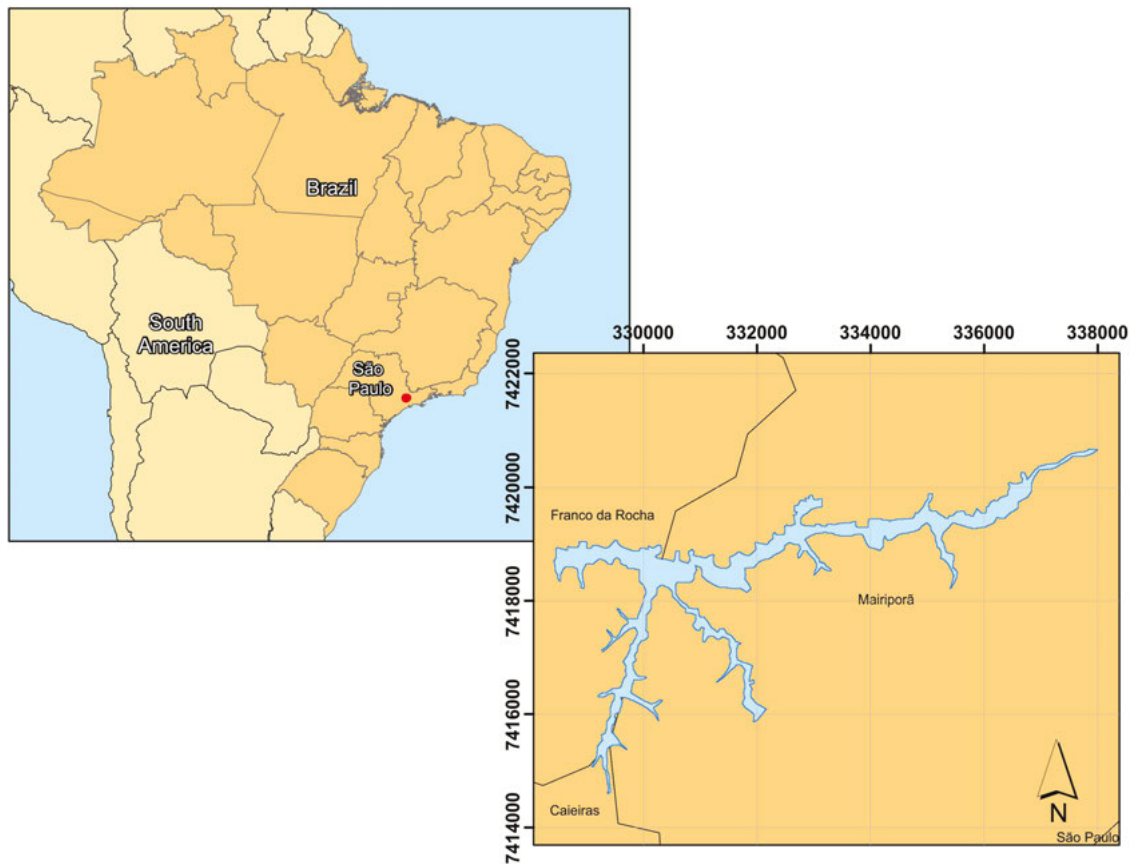 Brazil
South
America
São
Paulo
330000 332000 334000 336000 338000
7422000
7420000
7418000
7416000
7414000
Franco da Rocha
Mairiporã
Caieiras
N
São Paulo